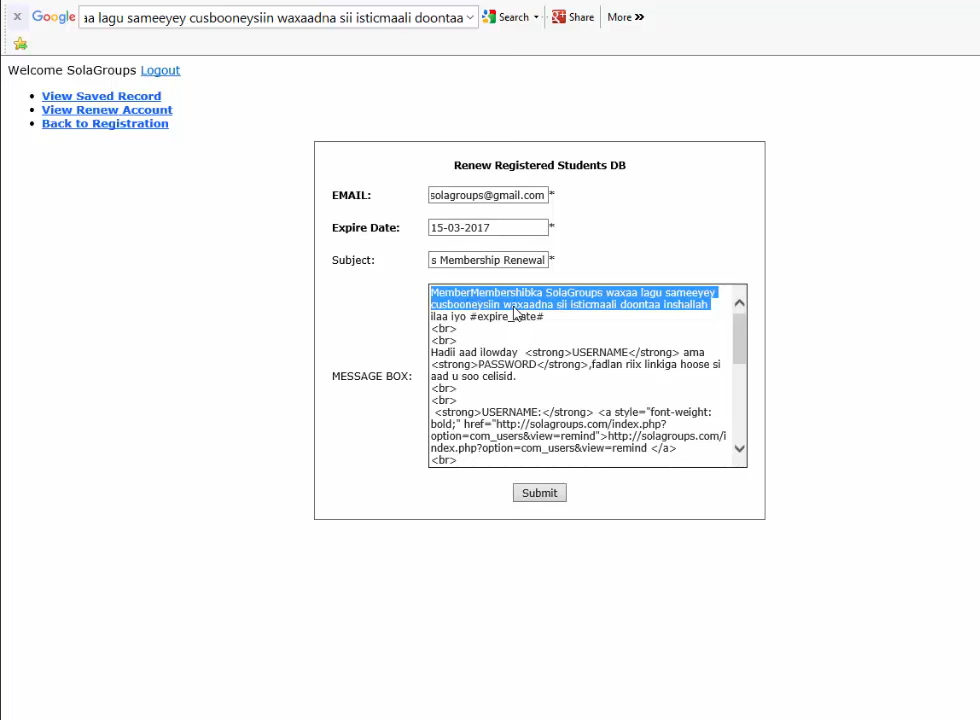 x Google aa lagu sameeyey cusbooneysiin waxaadna sii isticmaali doontaa Search Share More »
Welcome SolaGroups Logout
• View Saved Record
• View Renew Account
• Back to Registration
Renew Registered Students DB
EMAIL: solagroups@gmail.com *
Expire Date: 15-03-2017 *
Subject: s Membership Renewal *
MESSAGE BOX:
MemberMembershibka SolaGroups waxaa lagu sameeyey
cusbooneysiin waxaadna sii isticmaali doontaa inshallah
ilaa iyo #expire_date#
<br>
<br>
Hadii aad ilowday <strong>USERNAME</strong> ama
<strong>PASSWORD</strong>,fadlan riix linkiga hoose si
aad u soo celisid.
<br>
<br>
<strong>USERNAME:</strong> <a style="font-weight:
bold;" href="http://solagroups.com/index.php?
option=com_users&view=remind">http://solagroups.com/i
ndex.php?option=com_users&view=remind </a>
<br>
Submit